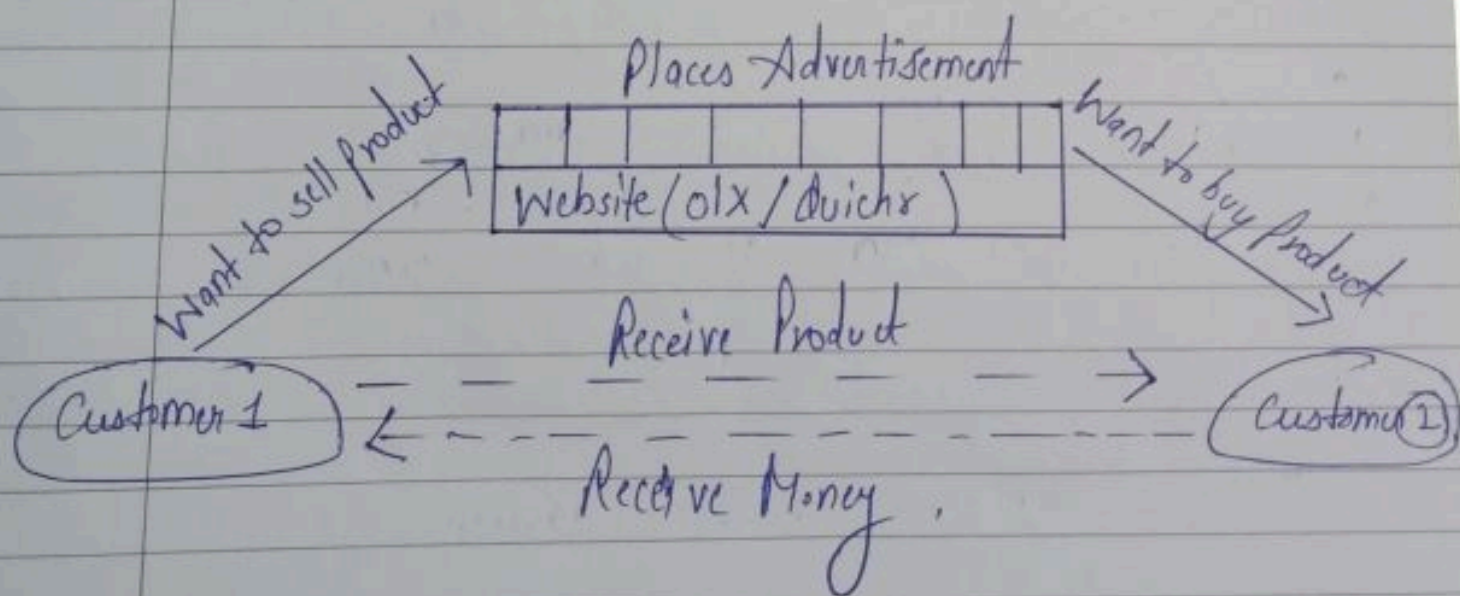 Places Advertisement
Want to sell Product
Want to buy Product
Website (OlX / Quichr )
Receive Product
Customer 1
Customer 2
Receive Money .